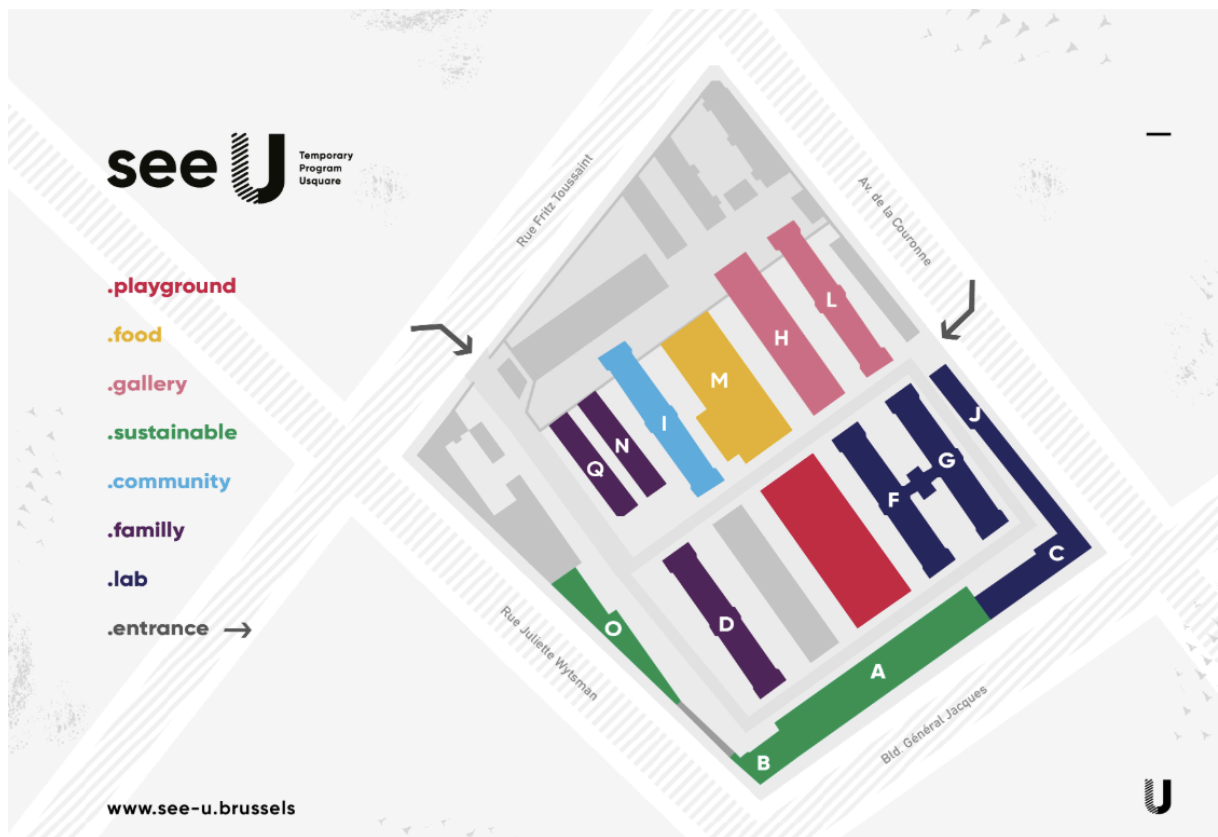 see U
Temporary
Program
Usquare
.playground
.food
.gallery
.sustainable
.community
.familly
.lab
.entrance →
www.see-u.brussels
Rue Fritz Toussaint
Av. de la Couronne
Rue Juliette Wytsman
Bld. Général Jacques
L
H
M
I
N
Q
J
G
F
C
D
O
A
B
U